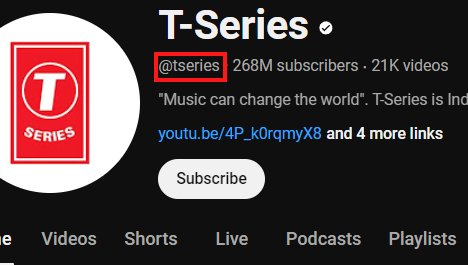 T-Series
@tseries · 268M subscribers · 21K videos
"Music can change the world". T-Series is Ind
youtu.be/4P_k0rqmyX8 and 4 more links
Subscribe
T
SERIES
me Videos Shorts Live Podcasts Playlists